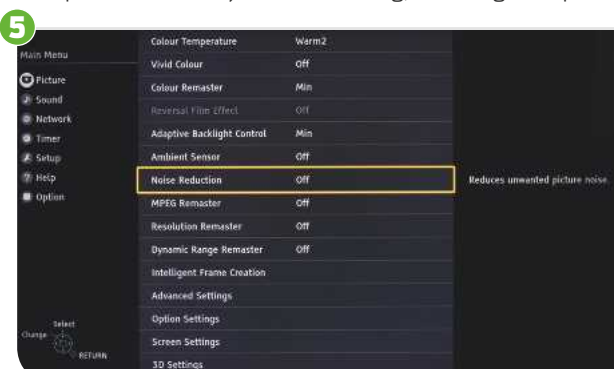 5
Main Menu
Picture
Sound
Network
Timer
Setup
Help
Option
Colour Temperature Warm2
Vivid Colour Off
Colour Remaster Min
Reversal Film Effect Off
Adaptive Backlight Control Min
Ambient Sensor Off
Noise Reduction Off
MPEG Remaster Off
Resolution Remaster Off
Dynamic Range Remaster Off
Intelligent Frame Creation
Advanced Settings
Option Settings
Screen Settings
3D Settings
Reduces unwanted picture noise.
Select
Change
RETURN